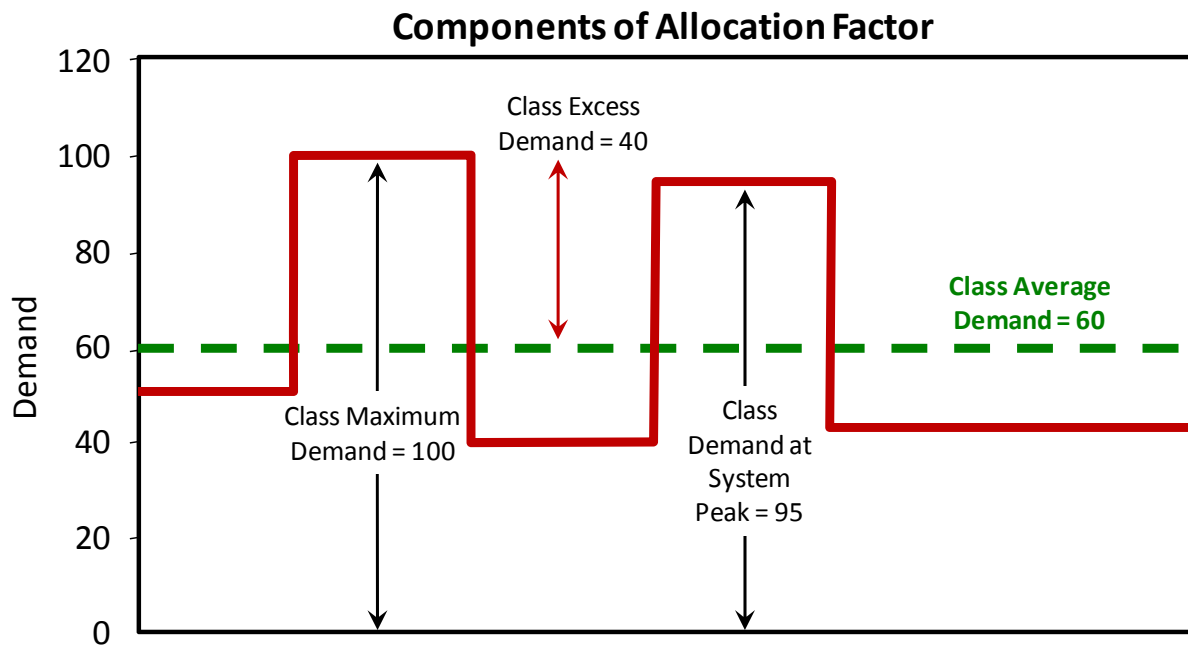 Components of Allocation Factor
120
100
80
60
40
20
0
Demand
Class Excess
Demand = 40
Class Average
Demand = 60
Class Maximum
Demand = 100
Class
Demand at
System
Peak = 95